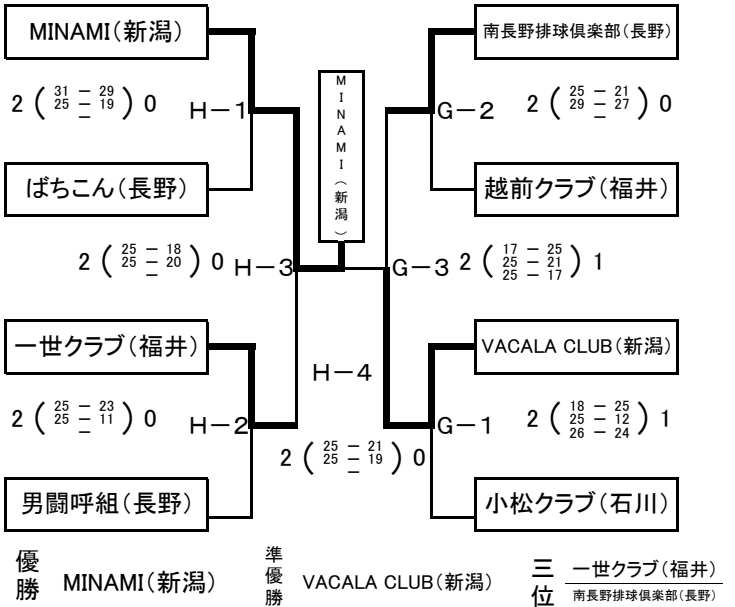 MINAMI（新潟）
南長野排球倶楽部（長野）
MINAMI（新潟）
2 ( 31 － 29
25 － 19
－ ) 0
H－1
G－2
2 ( 25 － 21
29 － 27
－ ) 0
ばちこん（長野）
越前クラブ（福井）
2 ( 25 － 18
25 － 20
－ ) 0
H－3
G－3
2 ( 17 － 25
25 － 21
25 － 17 ) 1
一世クラブ（福井）
VACALA CLUB（新潟）
H－4
2 ( 25 － 23
25 － 11
－ ) 0
H－2
G－1
2 ( 18 － 25
25 － 12
26 － 24 ) 1
2 ( 25 － 21
25 － 19
－ ) 0
男闘呼組（長野）
小松クラブ（石川）
優勝 MINAMI（新潟）
準優勝 VACALA CLUB（新潟）
三位 一世クラブ（福井）
南長野排球倶楽部（長野）